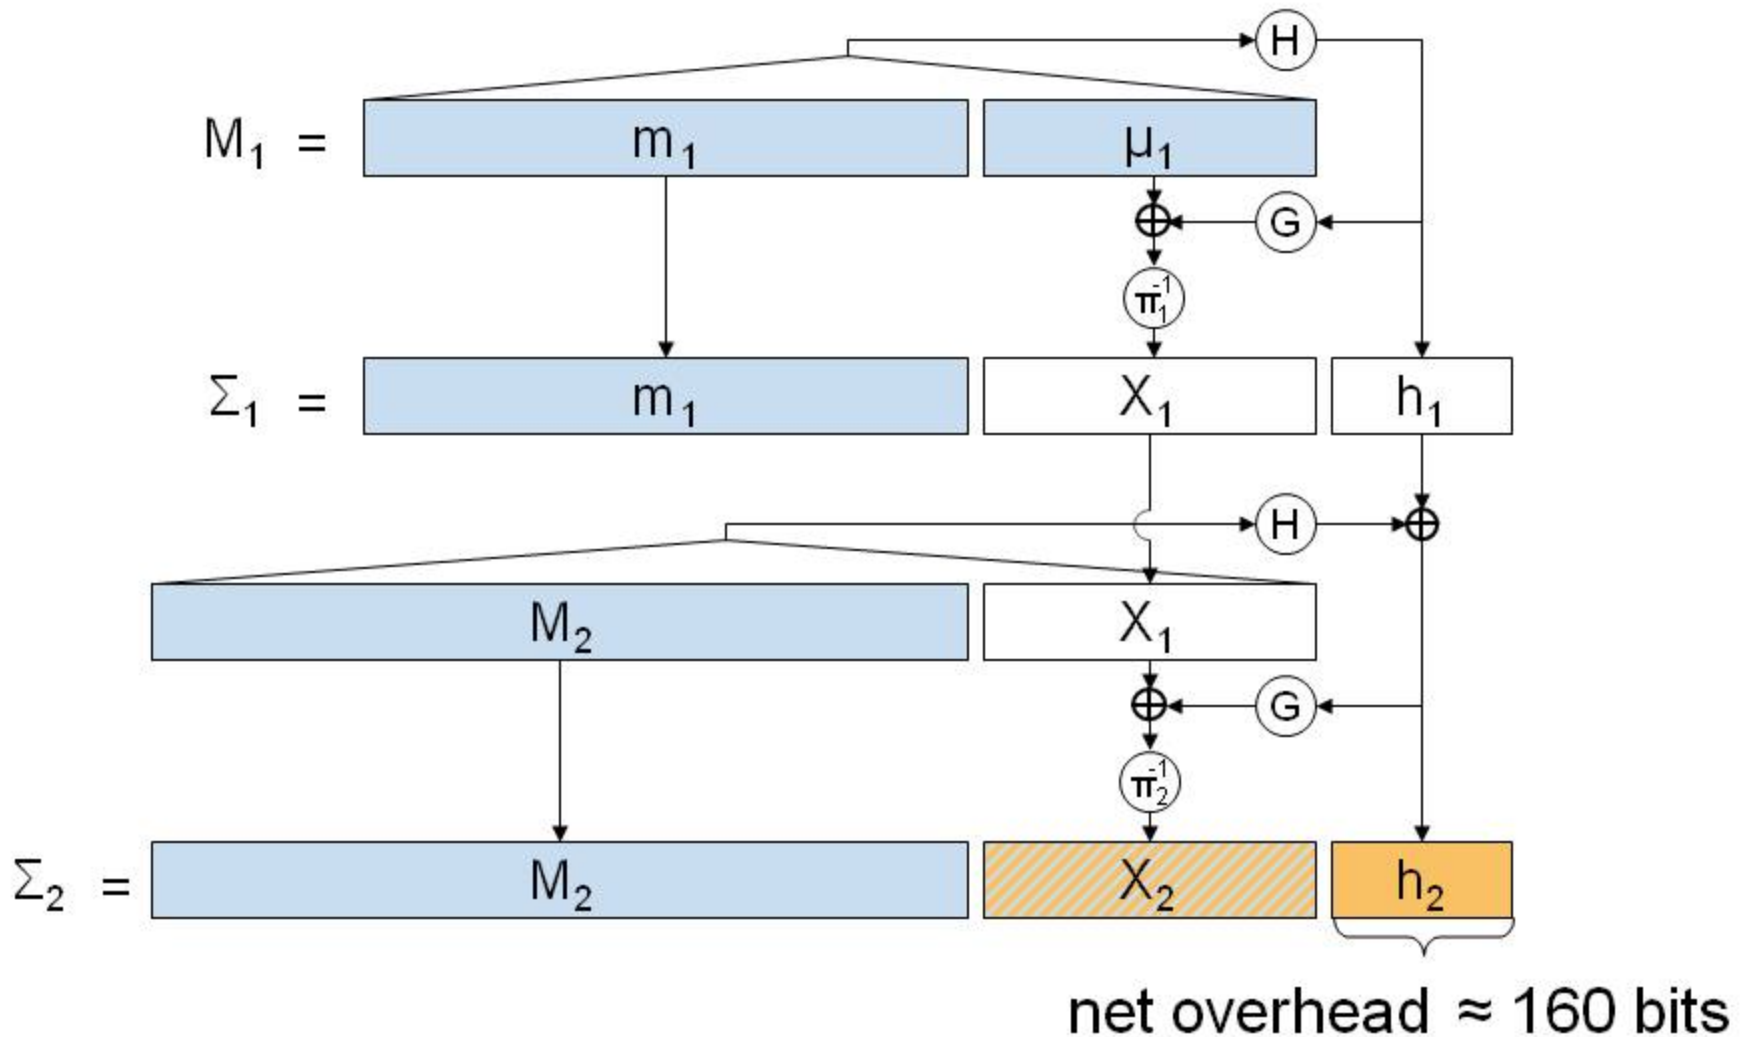 H
M₁ = m₁ μ₁
⊕ G
π₁⁻¹
Σ₁ = m₁ X₁ h₁
H ⊕
M₂ X₁
⊕ G
π₂⁻¹
Σ₂ = M₂ X₂ h₂
net overhead ≈ 160 bits